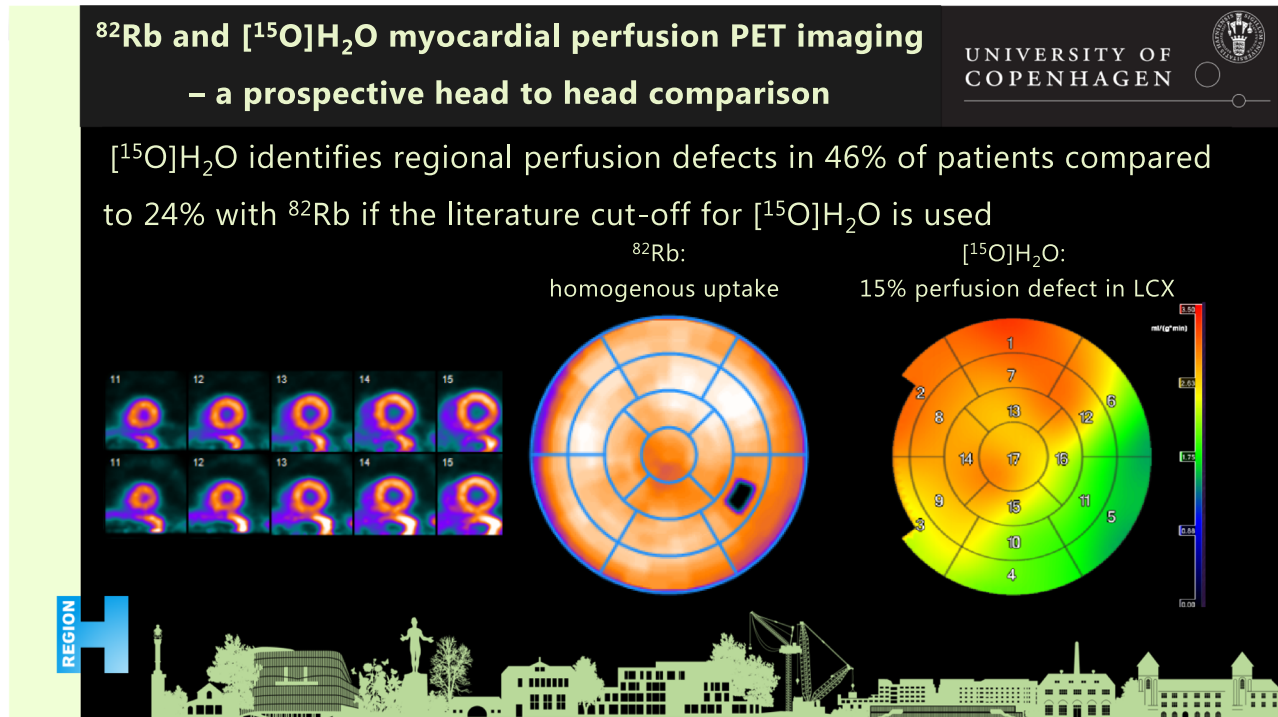 ⁸²Rb and [¹⁵O]H₂O myocardial perfusion PET imaging
– a prospective head to head comparison
UNIVERSITY OF
COPENHAGEN
[¹⁵O]H₂O identifies regional perfusion defects in 46% of patients compared
to 24% with ⁸²Rb if the literature cut-off for [¹⁵O]H₂O is used
⁸²Rb:
homogenous uptake
[¹⁵O]H₂O:
15% perfusion defect in LCX
11 12 13 14 15
11 12 13 14 15
3.50
ml/(g*min)
1
7
2
6
8
13
12
14
17
16
9
15
11
5
3
10
4
1.75
0.00
REGION
H